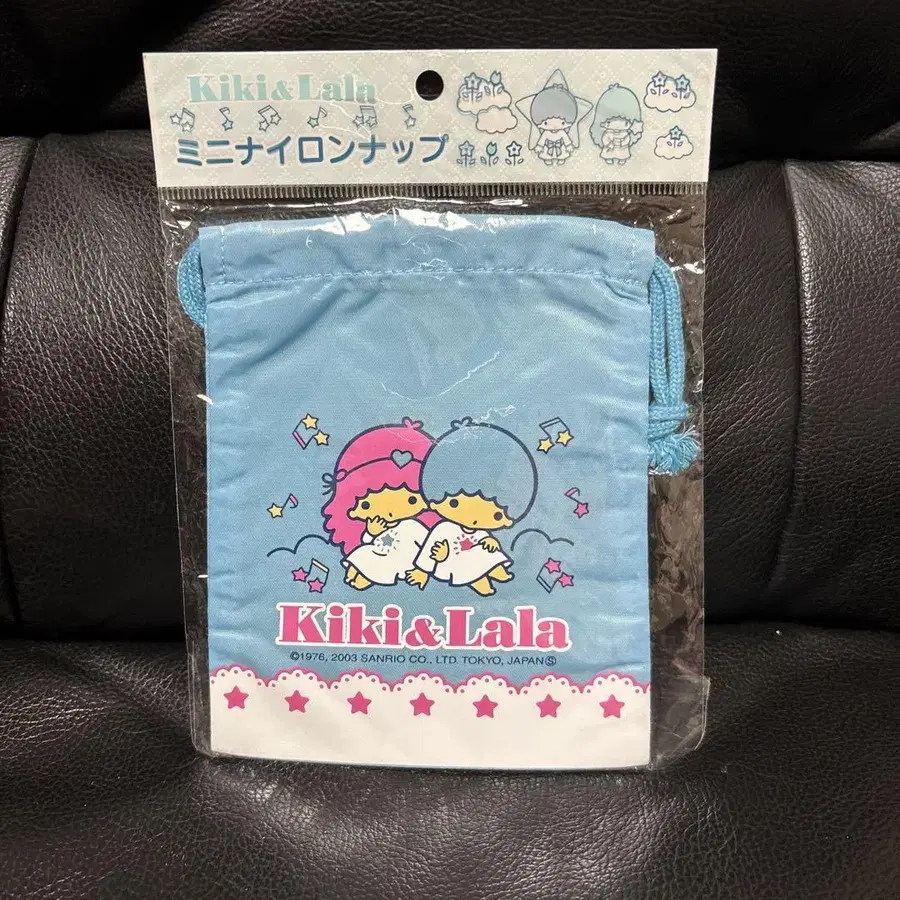 Kiki&Lala
ミニナイロンナップ
Kiki&Lala
©1976, 2003 SANRIO CO., LTD. TOKYO, JAPAN Ⓢ